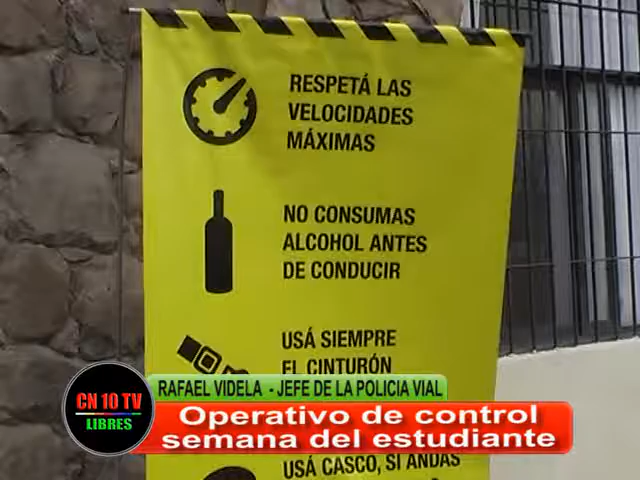 RESPETÁ LAS
VELOCIDADES
MÁXIMAS
NO CONSUMAS
ALCOHOL ANTES
DE CONDUCIR
USÁ SIEMPRE
EL CINTURÓN
RAFAEL VIDELA - JEFE DE LA POLICIA VIAL
CN 10 TV
LIBRES
Operativo de control
semana del estudiante
USÁ CASCO, SI ANDÁS